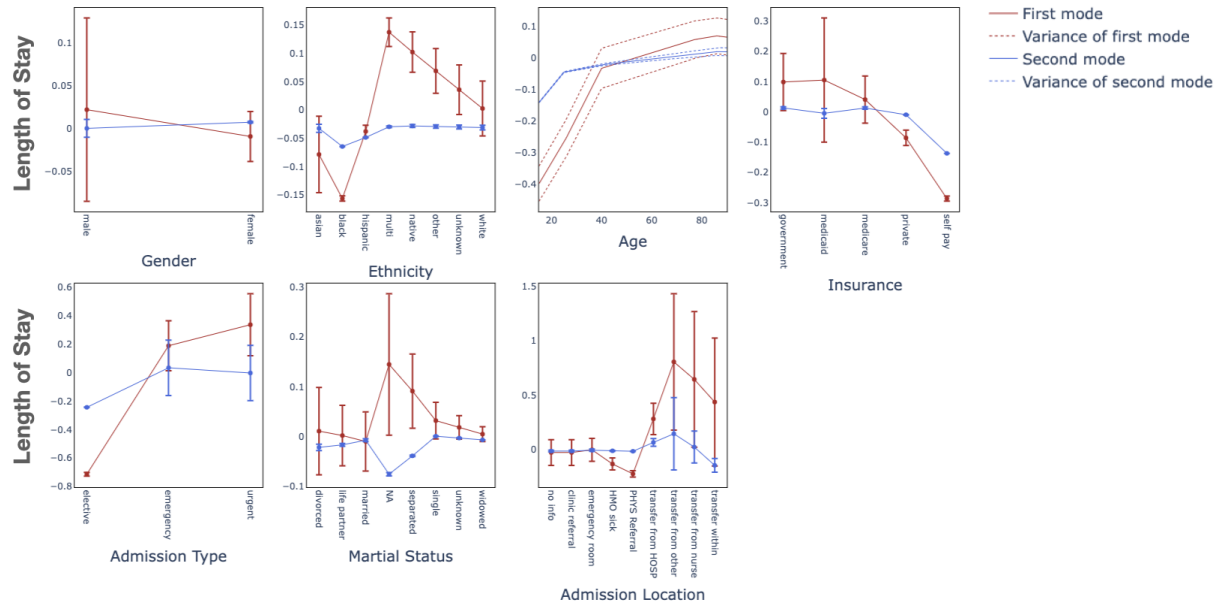 Length of Stay
0.1
0.05
0
−0.05
male
female
Gender
0.15
0.1
0.05
0
−0.05
−0.1
−0.15
asian
black
hispanic
multi
native
other
unknown
white
Ethnicity
0
−0.1
−0.2
−0.3
−0.4
20
40
60
80
Age
0.3
0.2
0.1
0
−0.1
−0.2
−0.3
government
medicaid
medicare
private
self pay
Insurance
First mode
Variance of first mode
Second mode
Variance of second mode
Length of Stay
0.6
0.4
0.2
0
−0.2
−0.4
−0.6
−0.8
elective
emergency
urgent
Admission Type
0.3
0.2
0.1
0
−0.1
divorced
life partner
married
NA
separated
single
unknown
widowed
Martial Status
1.5
1
0.5
0
no info
clinic referral
emergency room
HMO sick
PHYS Referral
transfer from HOSP
transfer from other
transfer from nurse
transfer within
Admission Location